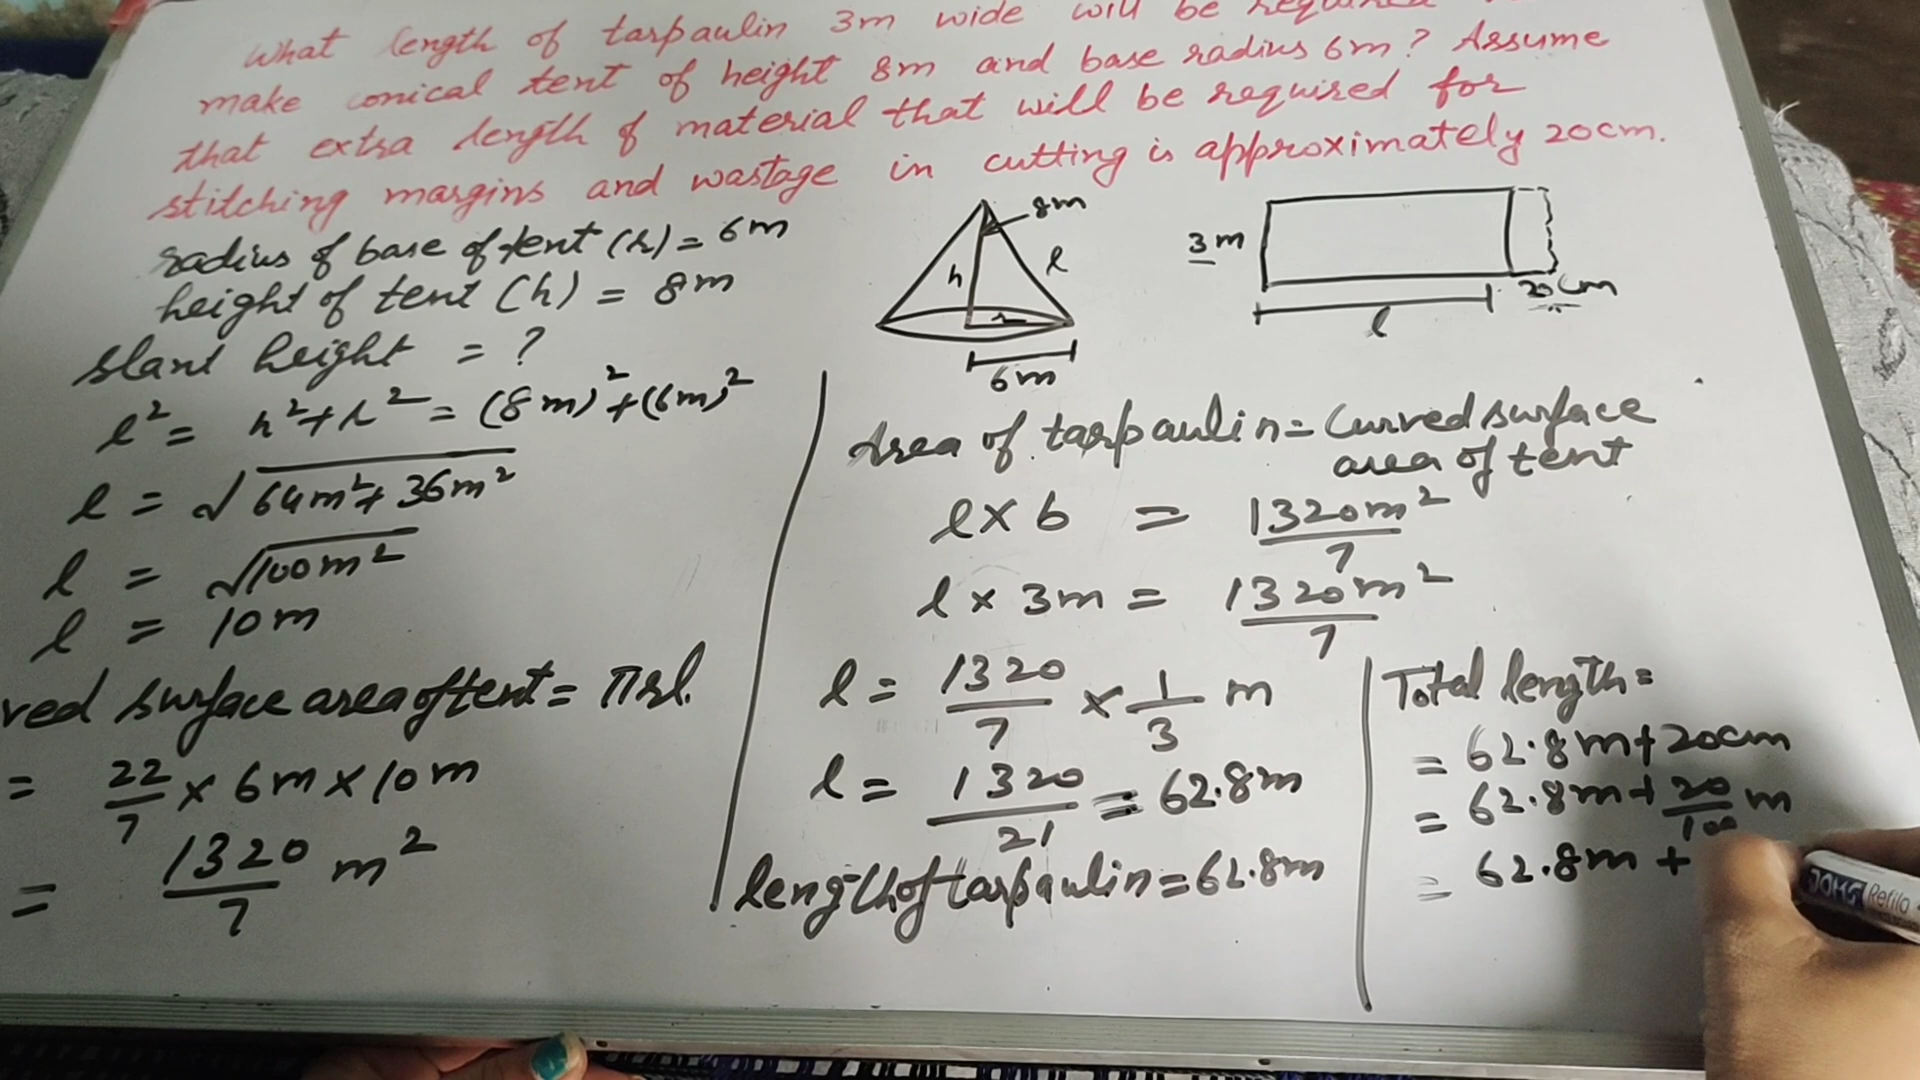 What length of tarpaulin 3m wide will be required
make conical tent of height 8m and base radius 6m? Assume
that extra length of material that will be required for
stitching margins and wastage in cutting is approximately 20cm.
radius of base of tent (r) = 6m
height of tent (h) = 8m
slant height = ?
l² = h²+r² = (8m)²+(6m)²
l = √64m²+36m²
l = √100m²
l = 10m
ved surface area of tent = πrl.
= 22/7 × 6m × 10m
= 1320/7 m²
8m
h
l
r
6m
3m
l
20cm
Area of tarpaulin = Curved surface
area of tent
l × b = 1320m²/7
l × 3m = 1320m²/7
l = 1320/7 × 1/3 m
l = 1320/21 = 62.8m
length of tarpaulin = 62.8m
Total length =
= 62.8m+20cm
= 62.8m+20/100 m
= 62.8m +
Refilo